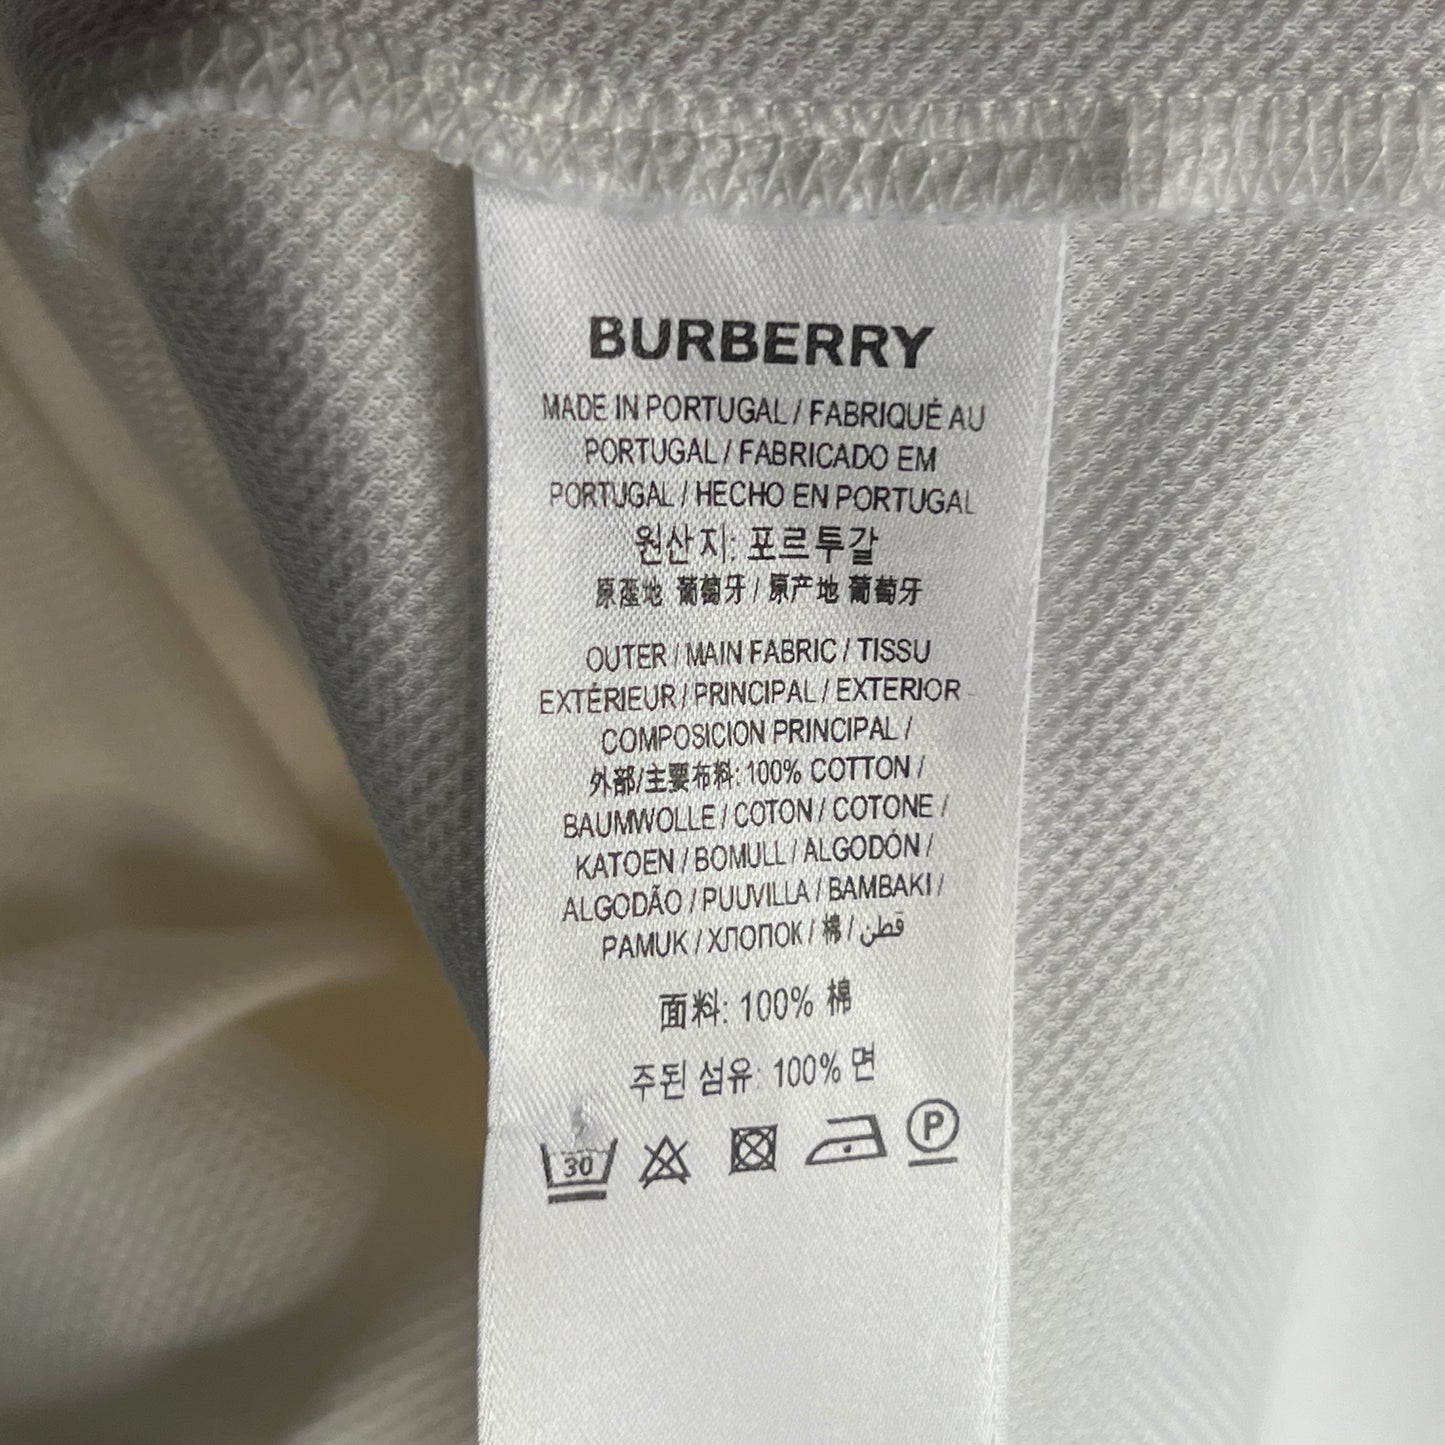 BURBERRY
MADE IN PORTUGAL / FABRIQUÉ AU
PORTUGAL / FABRICADO EM
PORTUGAL / HECHO EN PORTUGAL
원산지: 포르투갈
原產地 葡萄牙 / 原产地 葡萄牙
OUTER / MAIN FABRIC / TISSU
EXTÉRIEUR / PRINCIPAL / EXTERIOR -
COMPOSICION PRINCIPAL /
外部/主要布料: 100% COTTON /
BAUMWOLLE / COTON / COTONE /
KATOEN / BOMULL / ALGODÓN /
ALGODÃO / PUUVILLA / BAMBAKI /
PAMUK / ХЛОПОК / 棉 / قطن
面料: 100% 棉
주된 섬유: 100% 면
30 P